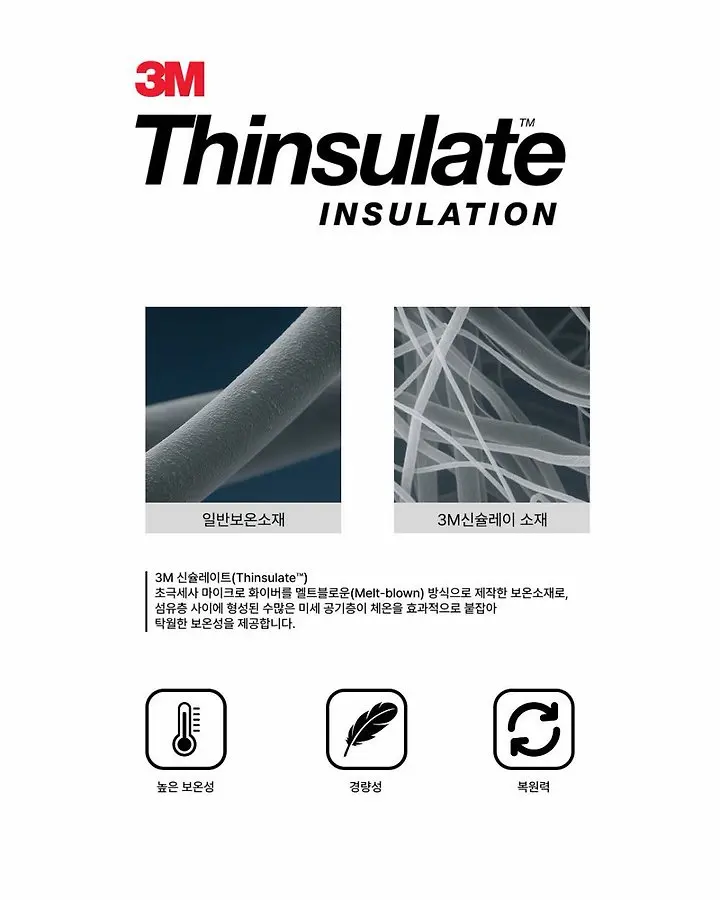 3M
Thinsulate™
INSULATION
일반보온소재
3M신슐레이 소재
3M 신슐레이트(Thinsulate™)
초극세사 마이크로 화이버를 멜트블로운(Melt-blown) 방식으로 제작한 보온소재로,
섬유층 사이에 형성된 수많은 미세 공기층이 체온을 효과적으로 붙잡아
탁월한 보온성을 제공합니다.
높은 보온성
경량성
복원력